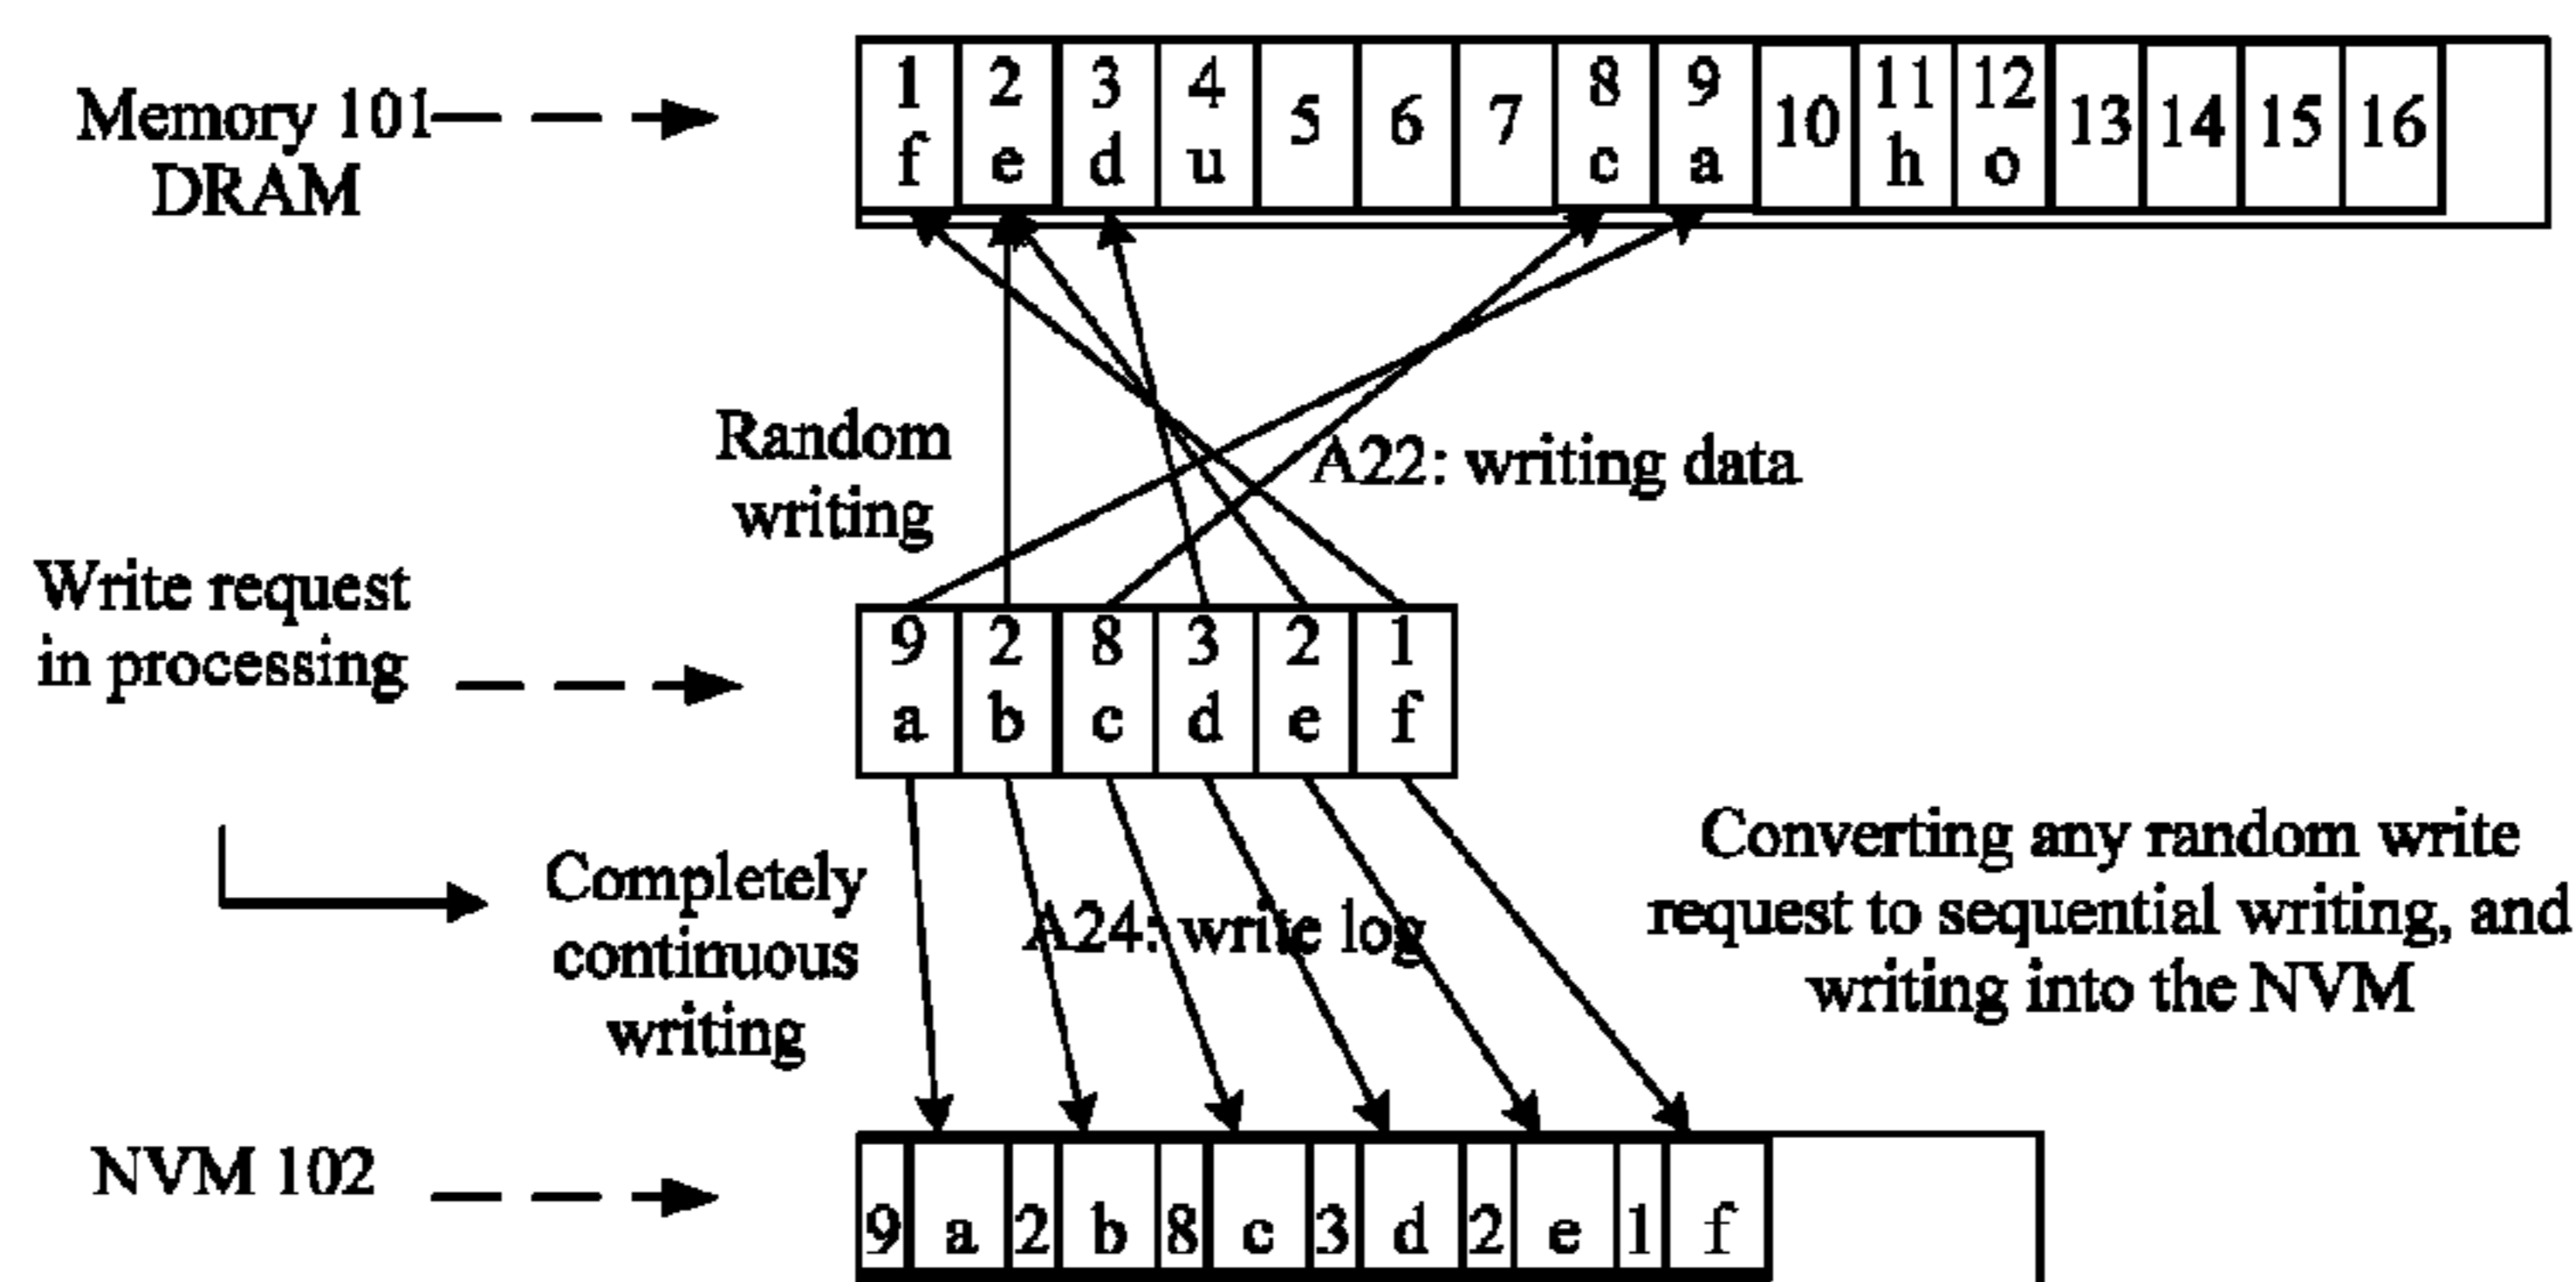 Memory 101
DRAM
1 2 3 4 5 6 7 8 9 10 11 12 13 14 15 16
f e d u c a h o
Random
writing
A22: writing data
Write request
in processing
9 2 8 3 2 1
a b c d e f
Completely
continuous
writing
A24: write log
Converting any random write
request to sequential writing, and
writing into the NVM
NVM 102
9 a 2 b 8 c 3 d 2 e 1 f